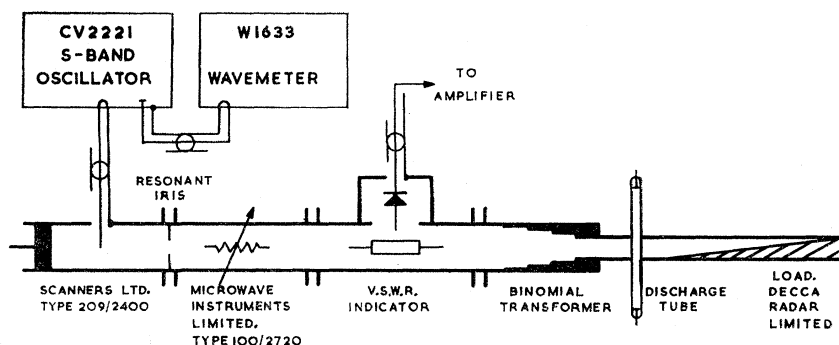 CV2221
S-BAND
OSCILLATOR
W1633
WAVEMETER
TO
AMPLIFIER
RESONANT
IRIS
SCANNERS LTD.
TYPE 209/2400
MICROWAVE
INSTRUMENTS
LIMITED.
TYPE 100/2720
V.S.W.R.
INDICATOR
BINOMIAL
TRANSFORMER
DISCHARGE
TUBE
LOAD.
DECCA
RADAR
LIMITED